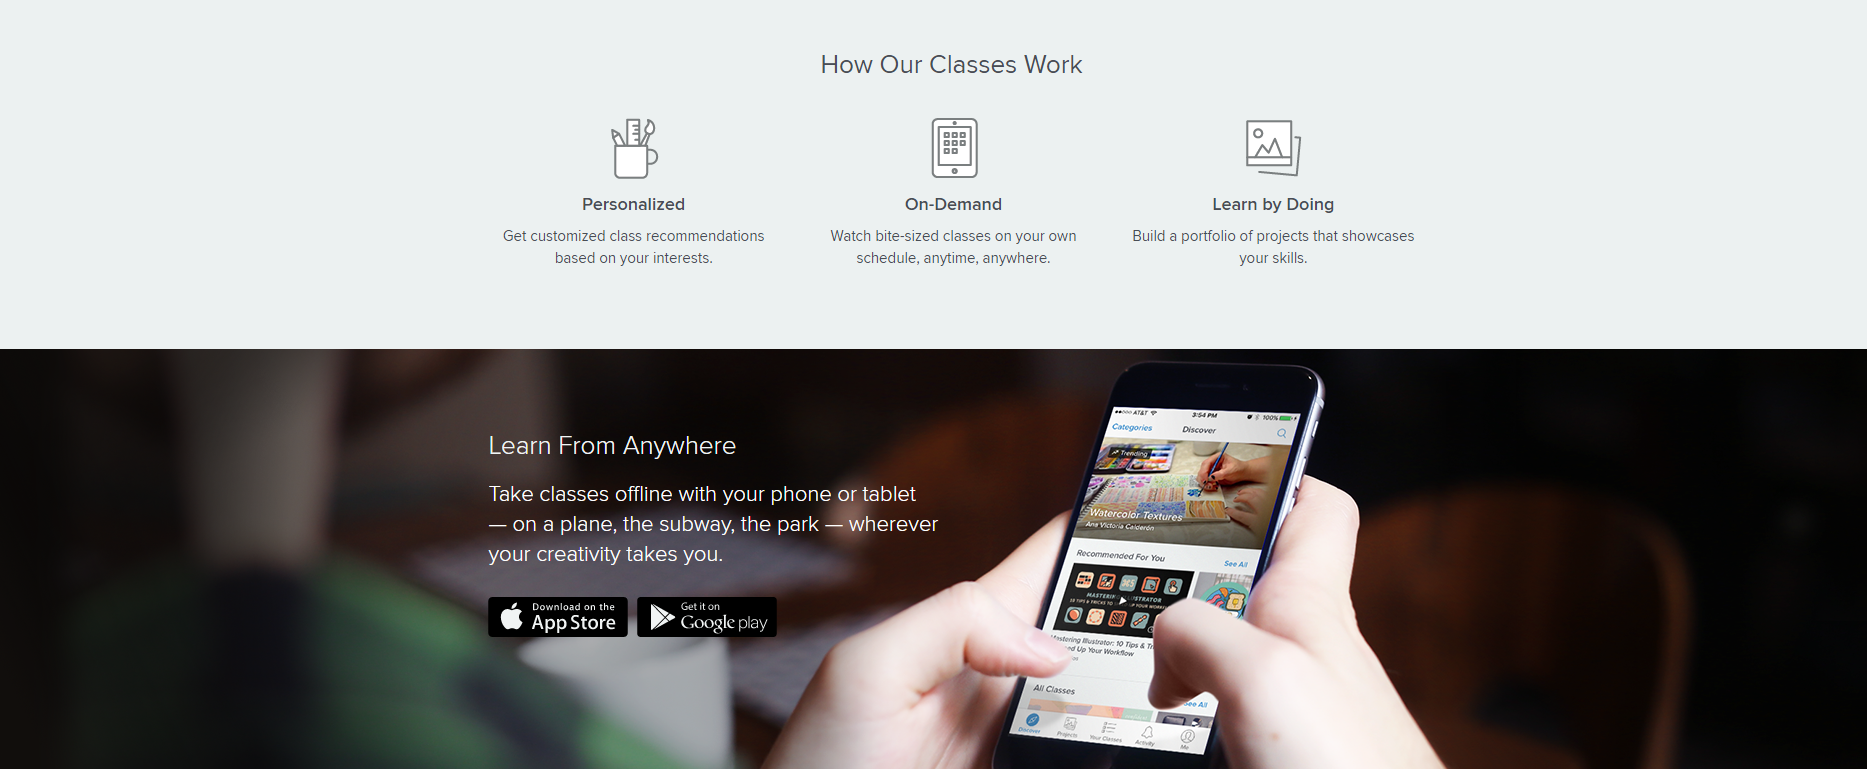 How Our Classes Work
Personalized
Get customized class recommendations
based on your interests.
On-Demand
Watch bite-sized classes on your own
schedule, anytime, anywhere.
Learn by Doing
Build a portfolio of projects that showcases
your skills.
Learn From Anywhere
Take classes offline with your phone or tablet
— on a plane, the subway, the park — wherever
your creativity takes you.
Download on the
App Store
Get it on
Google play
AT&T 3:54 PM 100%
Categories Discover
Trending
Watercolor Textures
Ana Victoria Calderón
Recommended For You See All
Mastering Illustrator: 10 Tips &
Up Your Workflow
All Classes
See All
Discover Projects Your Classes Activity Me